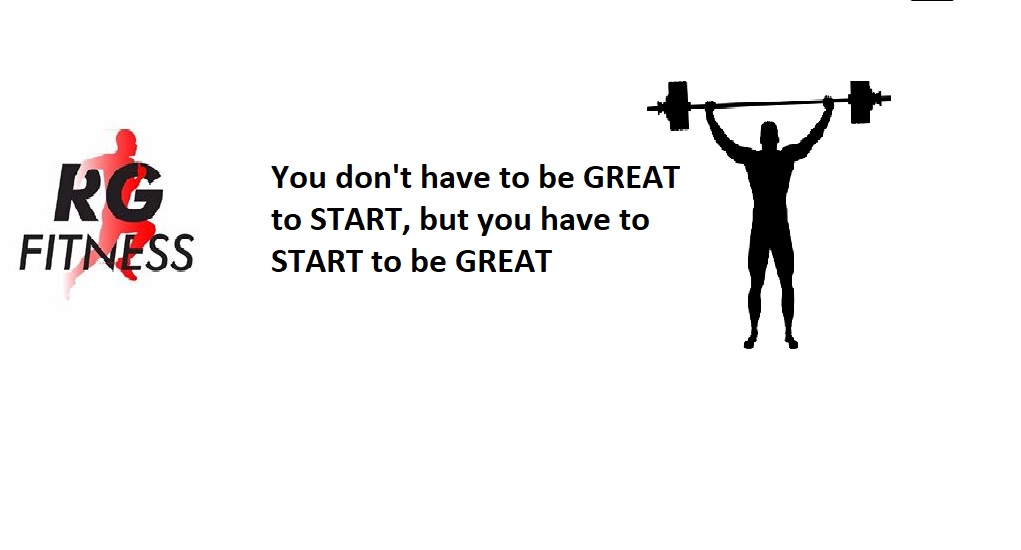 RG
FITNESS
You don't have to be GREAT
to START, but you have to
START to be GREAT